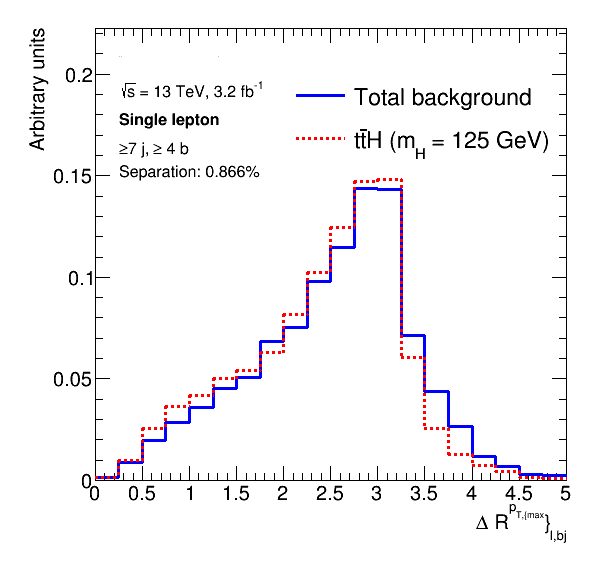 Arbitrary units
0.2
0.15
0.1
0.05
0
√s = 13 TeV, 3.2 fb⁻¹
Single lepton
≥7 j, ≥ 4 b
Separation: 0.866%
Total background
tt̄H (m_H = 125 GeV)
0 0.5 1 1.5 2 2.5 3 3.5 4 4.5 5
Δ R^{p_{T,{max}}}_{l,bj}